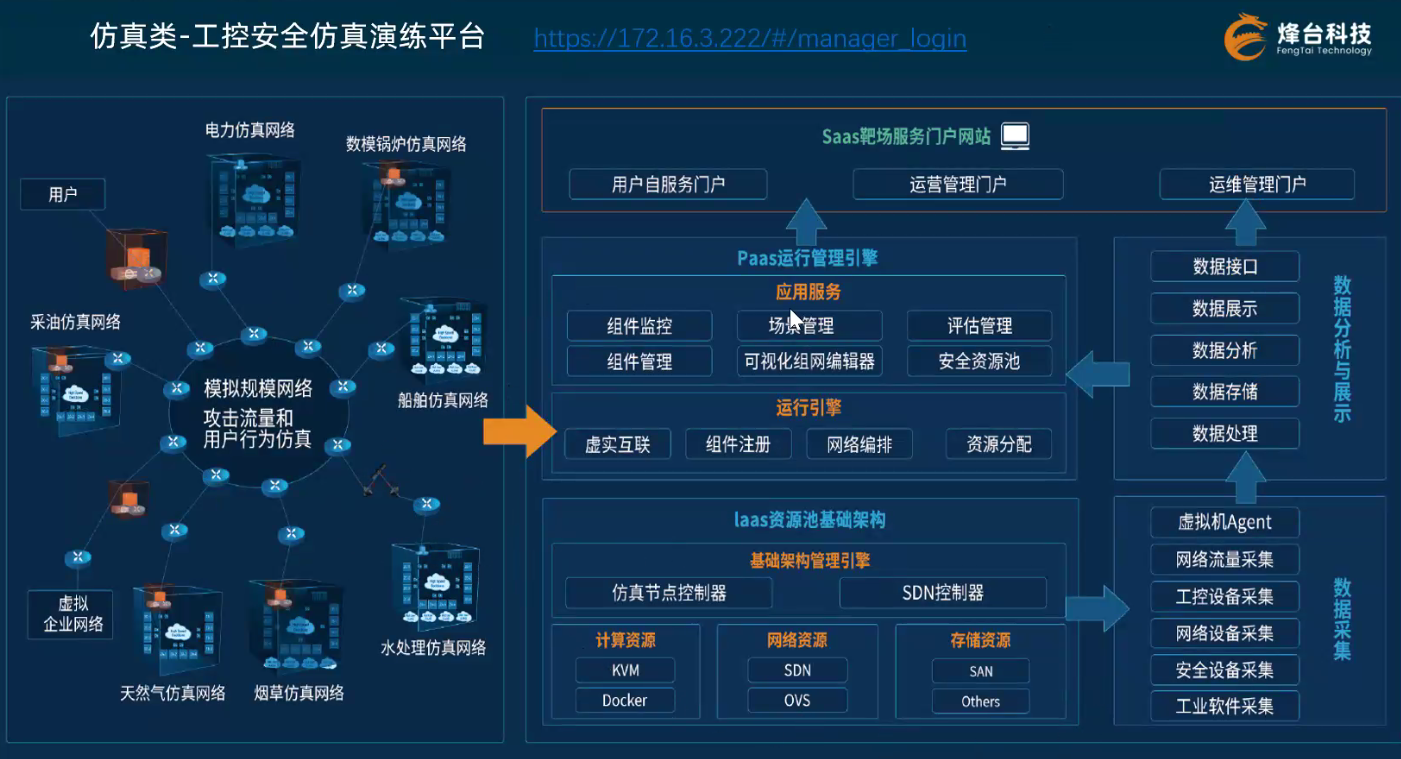 仿真类-工控安全仿真演练平台
https://172.16.3.222/#/manager_login
烽台科技
FengTai Technology
电力仿真网络
数模锅炉仿真网络
用户
采油仿真网络
船舶仿真网络
模拟规模网络
攻击流量和
用户行为仿真
虚拟
企业网络
天然气仿真网络
烟草仿真网络
水处理仿真网络
Saas靶场服务门户网站
用户自服务门户
运营管理门户
运维管理门户
Paas运行管理引擎
应用服务
组件监控
场景管理
评估管理
组件管理
可视化组网编辑器
安全资源池
运行引擎
虚实互联
组件注册
网络编排
资源分配
Iaas资源池基础架构
基础架构管理引擎
仿真节点控制器
SDN控制器
计算资源
KVM
Docker
网络资源
SDN
OVS
存储资源
SAN
Others
数据接口
数据展示
数据分析
数据存储
数据处理
数据分析与展示
虚拟机Agent
网络流量采集
工控设备采集
网络设备采集
安全设备采集
工业软件采集
数据采集